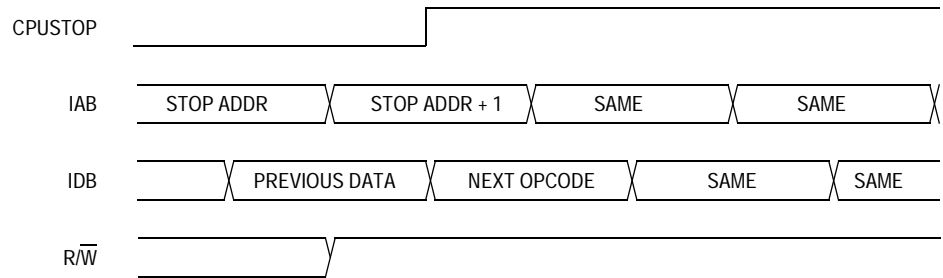 CPUSTOP
IAB STOP ADDR STOP ADDR + 1 SAME SAME
IDB PREVIOUS DATA NEXT OPCODE SAME SAME
R/W̅